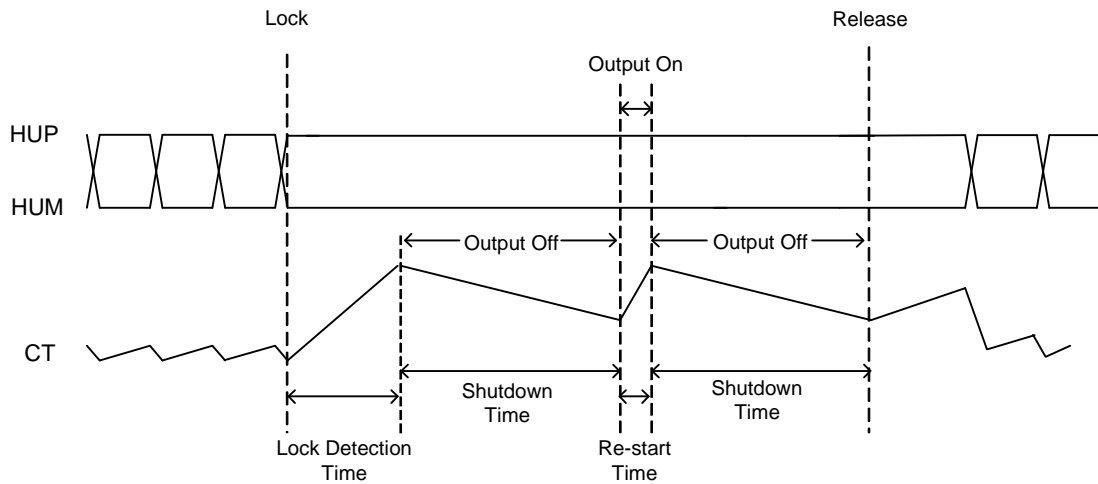 Lock
Release
Output On
HUP
HUM
Output Off
Output Off
CT
Shutdown
Time
Shutdown
Time
Lock Detection
Time
Re-start
Time